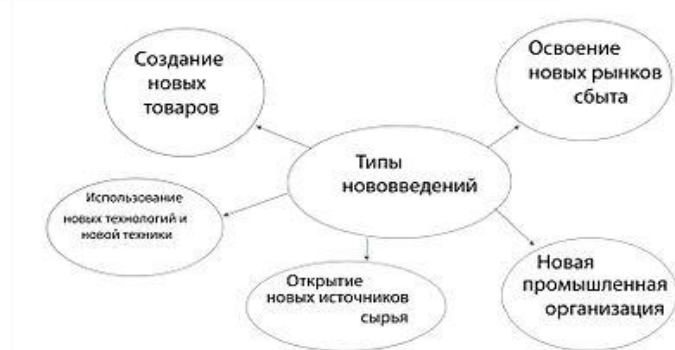 Создание
новых
товаров
Освоение
новых рынков
сбыта
Типы
нововведений
Использование
новых технологий и
новой техники
Открытие
новых источников
сырья
Новая
промышленная
организация